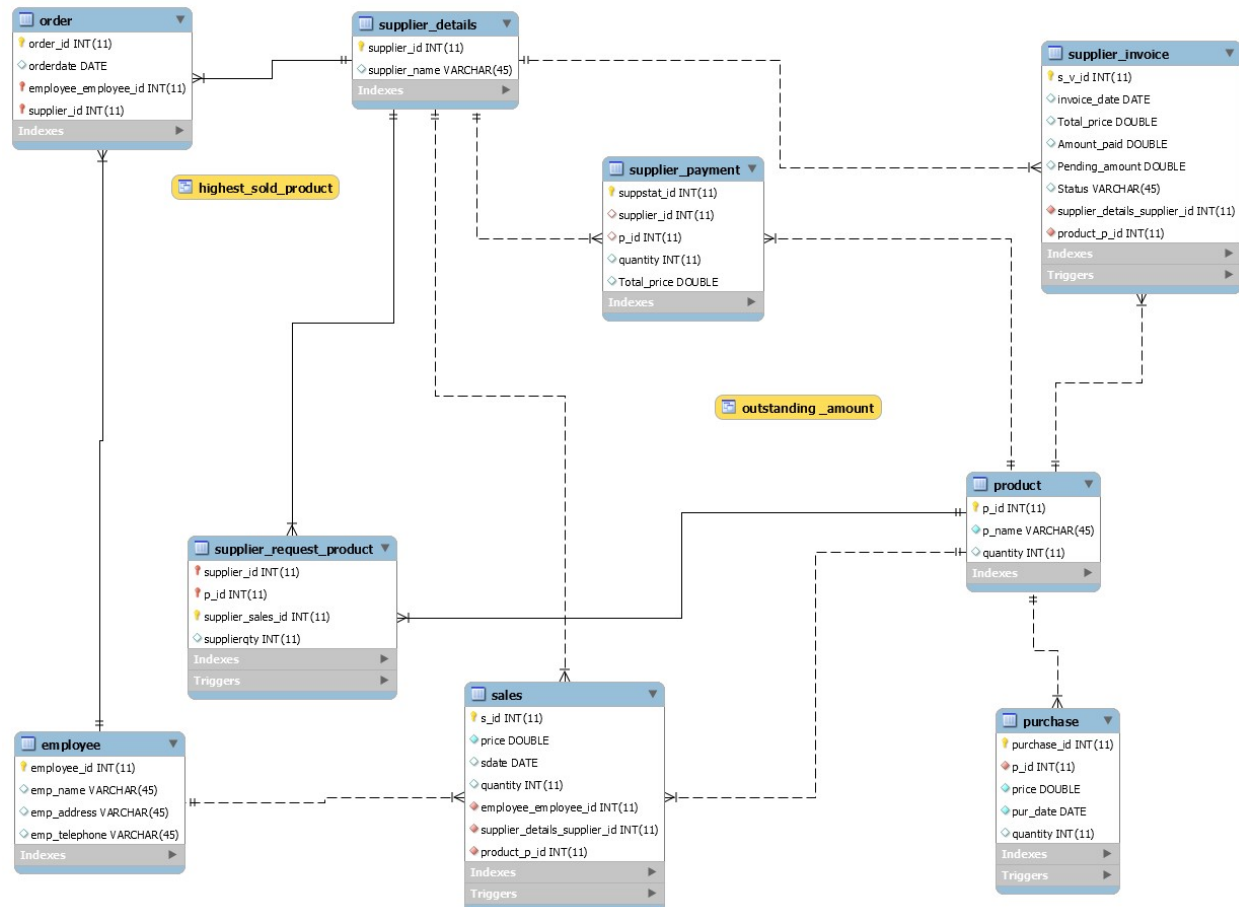 order
order_id INT(11)
orderdate DATE
employee_employee_id INT(11)
supplier_id INT(11)
Indexes
supplier_details
supplier_id INT(11)
supplier_name VARCHAR(45)
Indexes
supplier_invoice
s_v_id INT(11)
invoice_date DATE
Total_price DOUBLE
Amount_paid DOUBLE
Pending_amount DOUBLE
Status VARCHAR(45)
supplier_details_supplier_id INT(11)
product_p_id INT(11)
Indexes
Triggers
highest_sold_product
supplier_payment
suppstat_id INT(11)
supplier_id INT(11)
p_id INT(11)
quantity INT(11)
Total_price DOUBLE
Indexes
outstanding _amount
product
p_id INT(11)
p_name VARCHAR(45)
quantity INT(11)
Indexes
supplier_request_product
supplier_id INT(11)
p_id INT(11)
supplier_sales_id INT(11)
supplierqty INT(11)
Indexes
Triggers
employee
employee_id INT(11)
emp_name VARCHAR(45)
emp_address VARCHAR(45)
emp_telephone VARCHAR(45)
Indexes
sales
s_id INT(11)
price DOUBLE
sdate DATE
quantity INT(11)
employee_employee_id INT(11)
supplier_details_supplier_id INT(11)
product_p_id INT(11)
Indexes
Triggers
purchase
purchase_id INT(11)
p_id INT(11)
price DOUBLE
pur_date DATE
quantity INT(11)
Indexes
Triggers